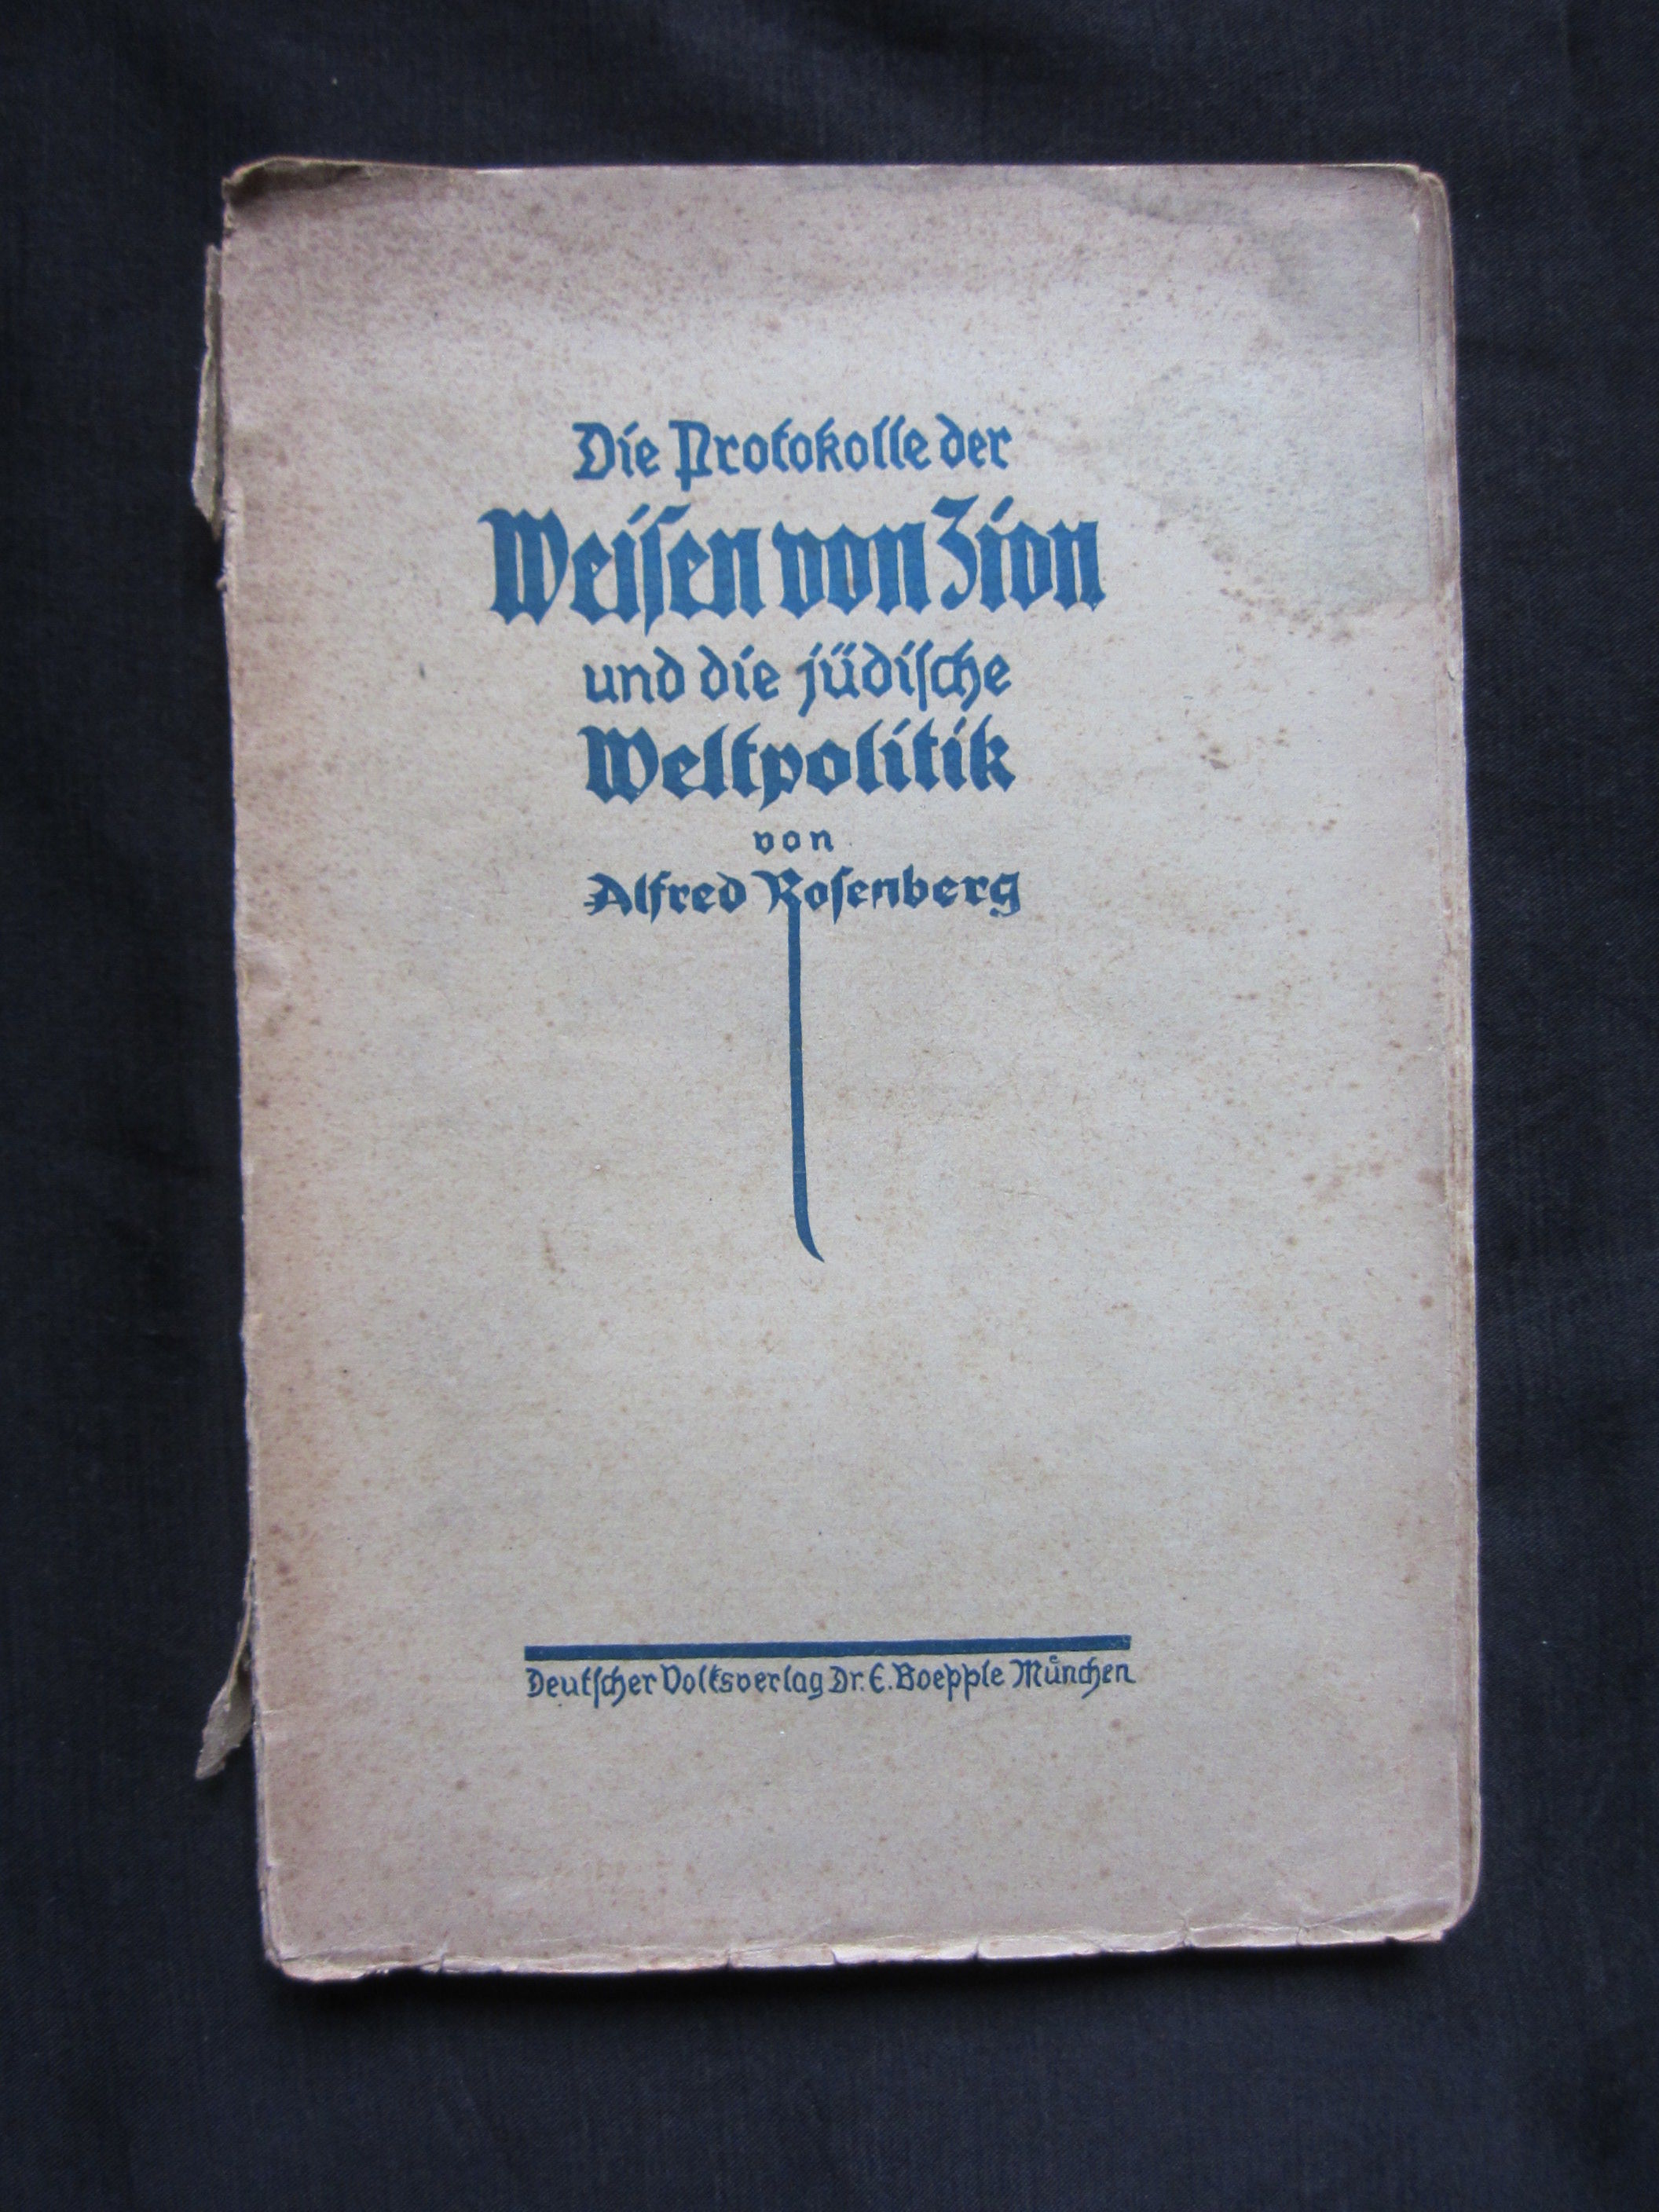 Die Protokolle der
Weisen von Zion
und die jüdische
Weltpolitik
von
Alfred Rosenberg
Deutscher Volksverlag Dr. E. Boepple München